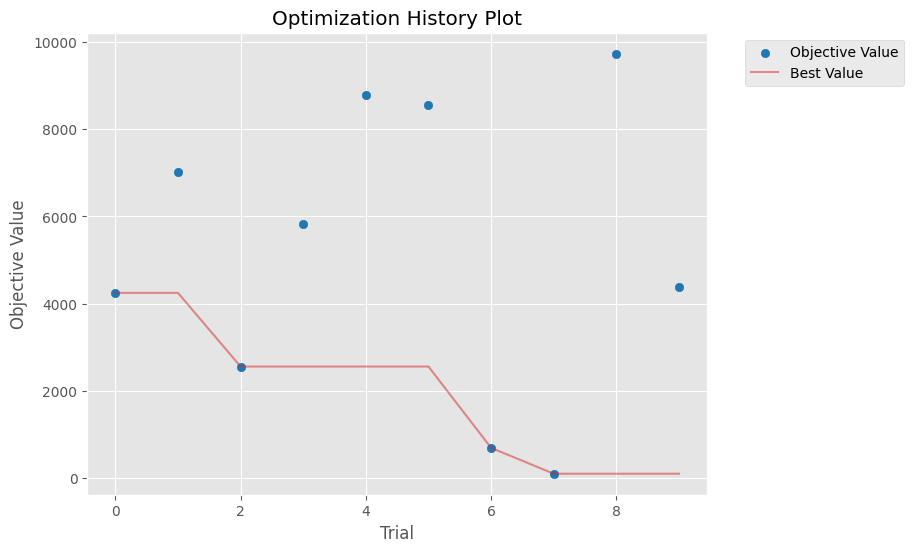 Optimization History Plot
Objective Value
Best Value
10000
8000
6000
4000
2000
0
Objective Value
0 2 4 6 8
Trial